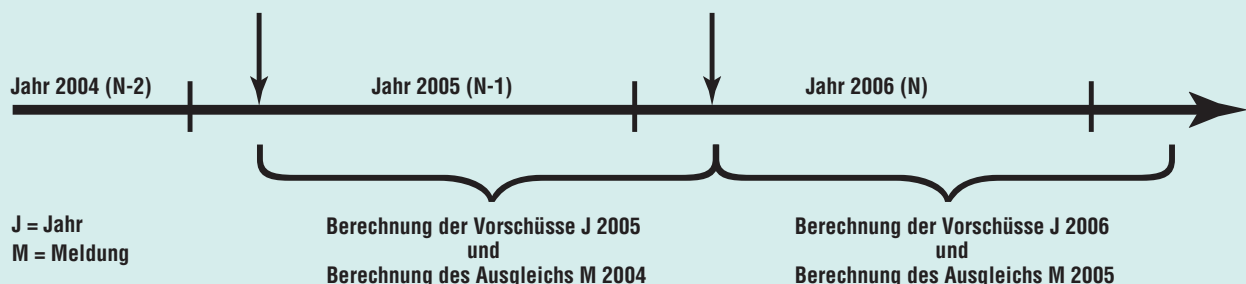 Jahr 2004 (N-2)
Jahr 2005 (N-1)
Jahr 2006 (N)
J = Jahr
M = Meldung
Berechnung der Vorschüsse J 2005
und
Berechnung des Ausgleichs M 2004
Berechnung der Vorschüsse J 2006
und
Berechnung des Ausgleichs M 2005